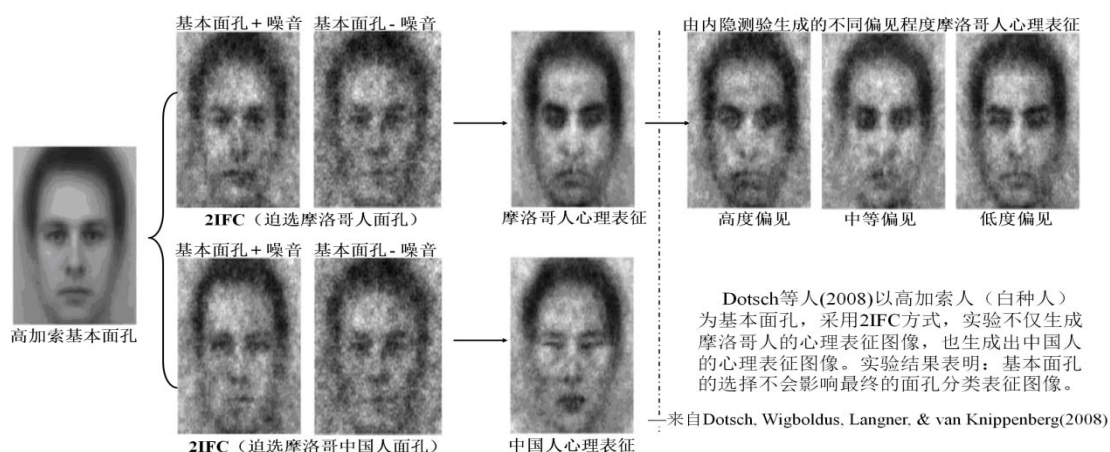 基本面孔+噪音 基本面孔-噪音
由内隐测验生成的不同偏见程度摩洛哥人心理表征
2IFC（迫选摩洛哥人面孔）
摩洛哥人心理表征
高度偏见
中等偏见
低度偏见
基本面孔+噪音 基本面孔-噪音
高加索基本面孔
2IFC（迫选摩洛哥中国人面孔）
中国人心理表征
Dotsch等人(2008)以高加索人（白种人）
为基本面孔，采用2IFC方式，实验不仅生成
摩洛哥人的心理表征图像，也生成出中国人
的心理表征图像。实验结果表明：基本面孔
的选择不会影响最终的面孔分类表征图像。
—来自Dotsch, Wigboldus, Langner, & van Knippenberg(2008)